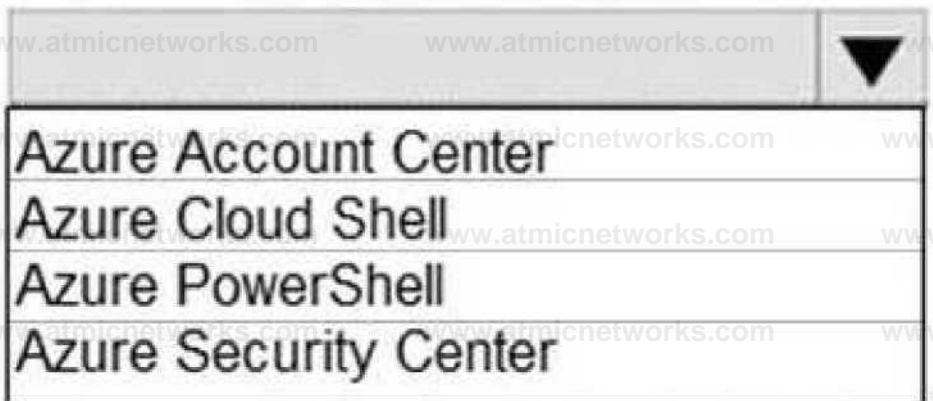 www.atmicnetworks.com www.atmicnetworks.com
Azure Account Center
Azure Cloud Shell
www.atmicnetworks.com
Azure PowerShell
Azure Security Center